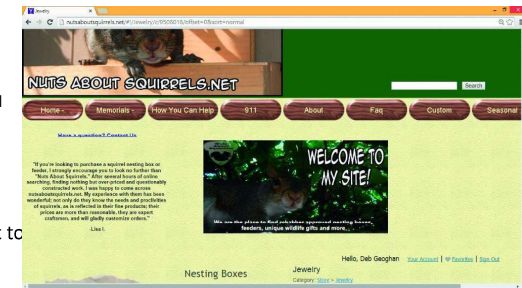 Jewelry
nutsaboutsquirrels.net/#!/Jewelry/c/9508018/offset=0&sort=normal
NUTS ABOUT SQUIRRELS.NET
Search
Home - Memorials - How You Can Help 911 About Faq Custom Seasonal
Have a question? Contact Us
"If you're looking to purchase a squirrel nesting box or
feeder, I strongly encourage you to look no further than
"Nuts About Squirrels." After several hours of online
searching, finding nothing but over-priced and questionably
constructed work, I was happy to come across
nutsaboutsquirrels.net. My experience with them has been
wonderful; not only do they know the needs and proclivities
of squirrels, as is reflected in their fine products; their
prices are more than reasonable, they are expert
craftsmen, and will gladly customize orders."
-Lisa I.
WELCOME TO
MY SITE!
We are the place to find rehabber approved nesting boxes,
feeders, unique wildlife gifts and more...
t to
Hello, Deb Geoghan Your Account | Favorites | Sign Out
Nesting Boxes
Jewelry
Category: Store > Jewelry